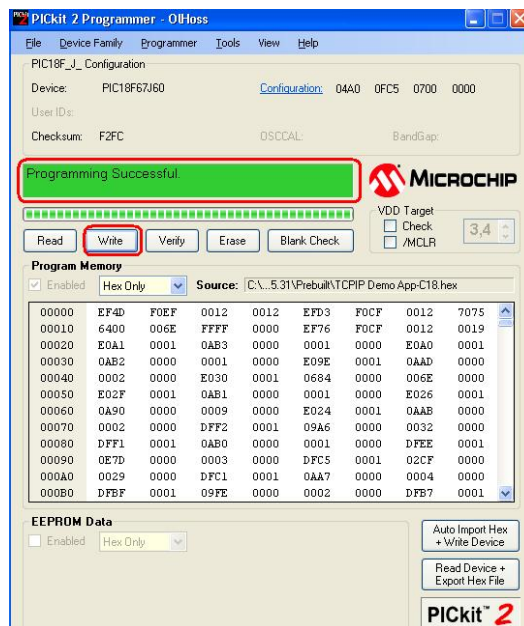 PICkit 2 Programmer - OlHoss
File Device Family Programmer Tools View Help
PIC18F_J_ Configuration
Device: PIC18F67J60 Configuration: 04A0 0FC5 0700 0000
User IDs:
Checksum: F2FC OSCCAL: BandGap:
Programming Successful.
MICROCHIP
VDD Target
Check
/MCLR
3,4
Read Write Verify Erase Blank Check
Program Memory
Enabled Hex Only Source: C:\...5.31\Prebuilt\TCPIP Demo App-C18.hex
00000 EF4D F0EF 0012 0012 EFD3 F0CF 0012 7075
00010 6400 006E FFFF 0000 EF76 F0CF 0012 0019
00020 E0A1 0001 0AB3 0000 0001 0000 E0A0 0001
00030 0AB2 0000 0001 0000 E09E 0001 0AAD 0000
00040 0002 0000 E030 0001 0684 0000 006E 0000
00050 E02F 0001 0AB1 0000 0001 0000 E026 0001
00060 0A90 0000 0009 0000 E024 0001 0AAB 0000
00070 0002 0000 DFF2 0001 09A6 0000 0032 0000
00080 DFF1 0001 0AB0 0000 0001 0000 DFEE 0001
00090 0E7D 0000 0003 0000 DFC5 0001 02CF 0000
000A0 0029 0000 DFC1 0001 0AA7 0000 0004 0000
000B0 DFBF 0001 09FE 0000 0002 0000 DFB7 0001
EEPROM Data
Enabled Hex Only
Auto Import Hex
+ Write Device
Read Device +
Export Hex File
PICkit™ 2